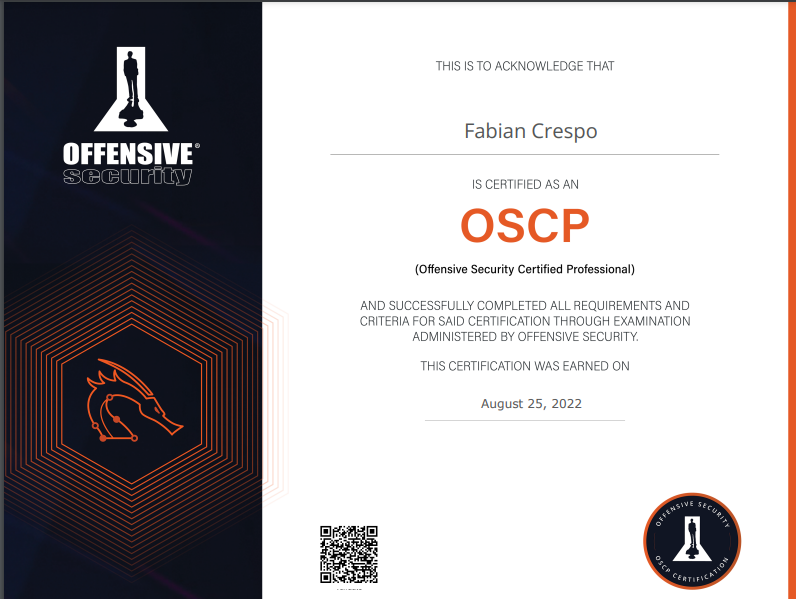 OFFENSIVE®
security
THIS IS TO ACKNOWLEDGE THAT
Fabian Crespo
IS CERTIFIED AS AN
OSCP
(Offensive Security Certified Professional)
AND SUCCESSFULLY COMPLETED ALL REQUIREMENTS AND
CRITERIA FOR SAID CERTIFICATION THROUGH EXAMINATION
ADMINISTERED BY OFFENSIVE SECURITY.
THIS CERTIFICATION WAS EARNED ON
August 25, 2022
OFFENSIVE SECURITY
OSCP CERTIFICATION